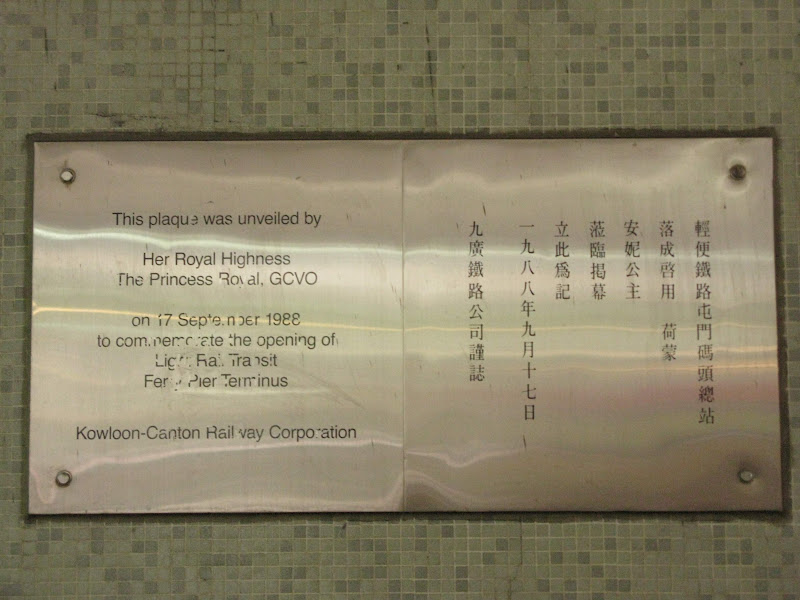 This plaque was unveiled by
Her Royal Highness
The Princess Royal, GCVO
on 17 September 1988
to commemorate the opening of
Light Rail Transit
Ferry Pier Terminus
Kowloon-Canton Railway Corporation
輕便鐵路屯門碼頭總站
落成啓用 荷蒙
安妮公主
蒞臨揭幕
立此爲記
一九八八年九月十七日
九廣鐵路公司謹誌